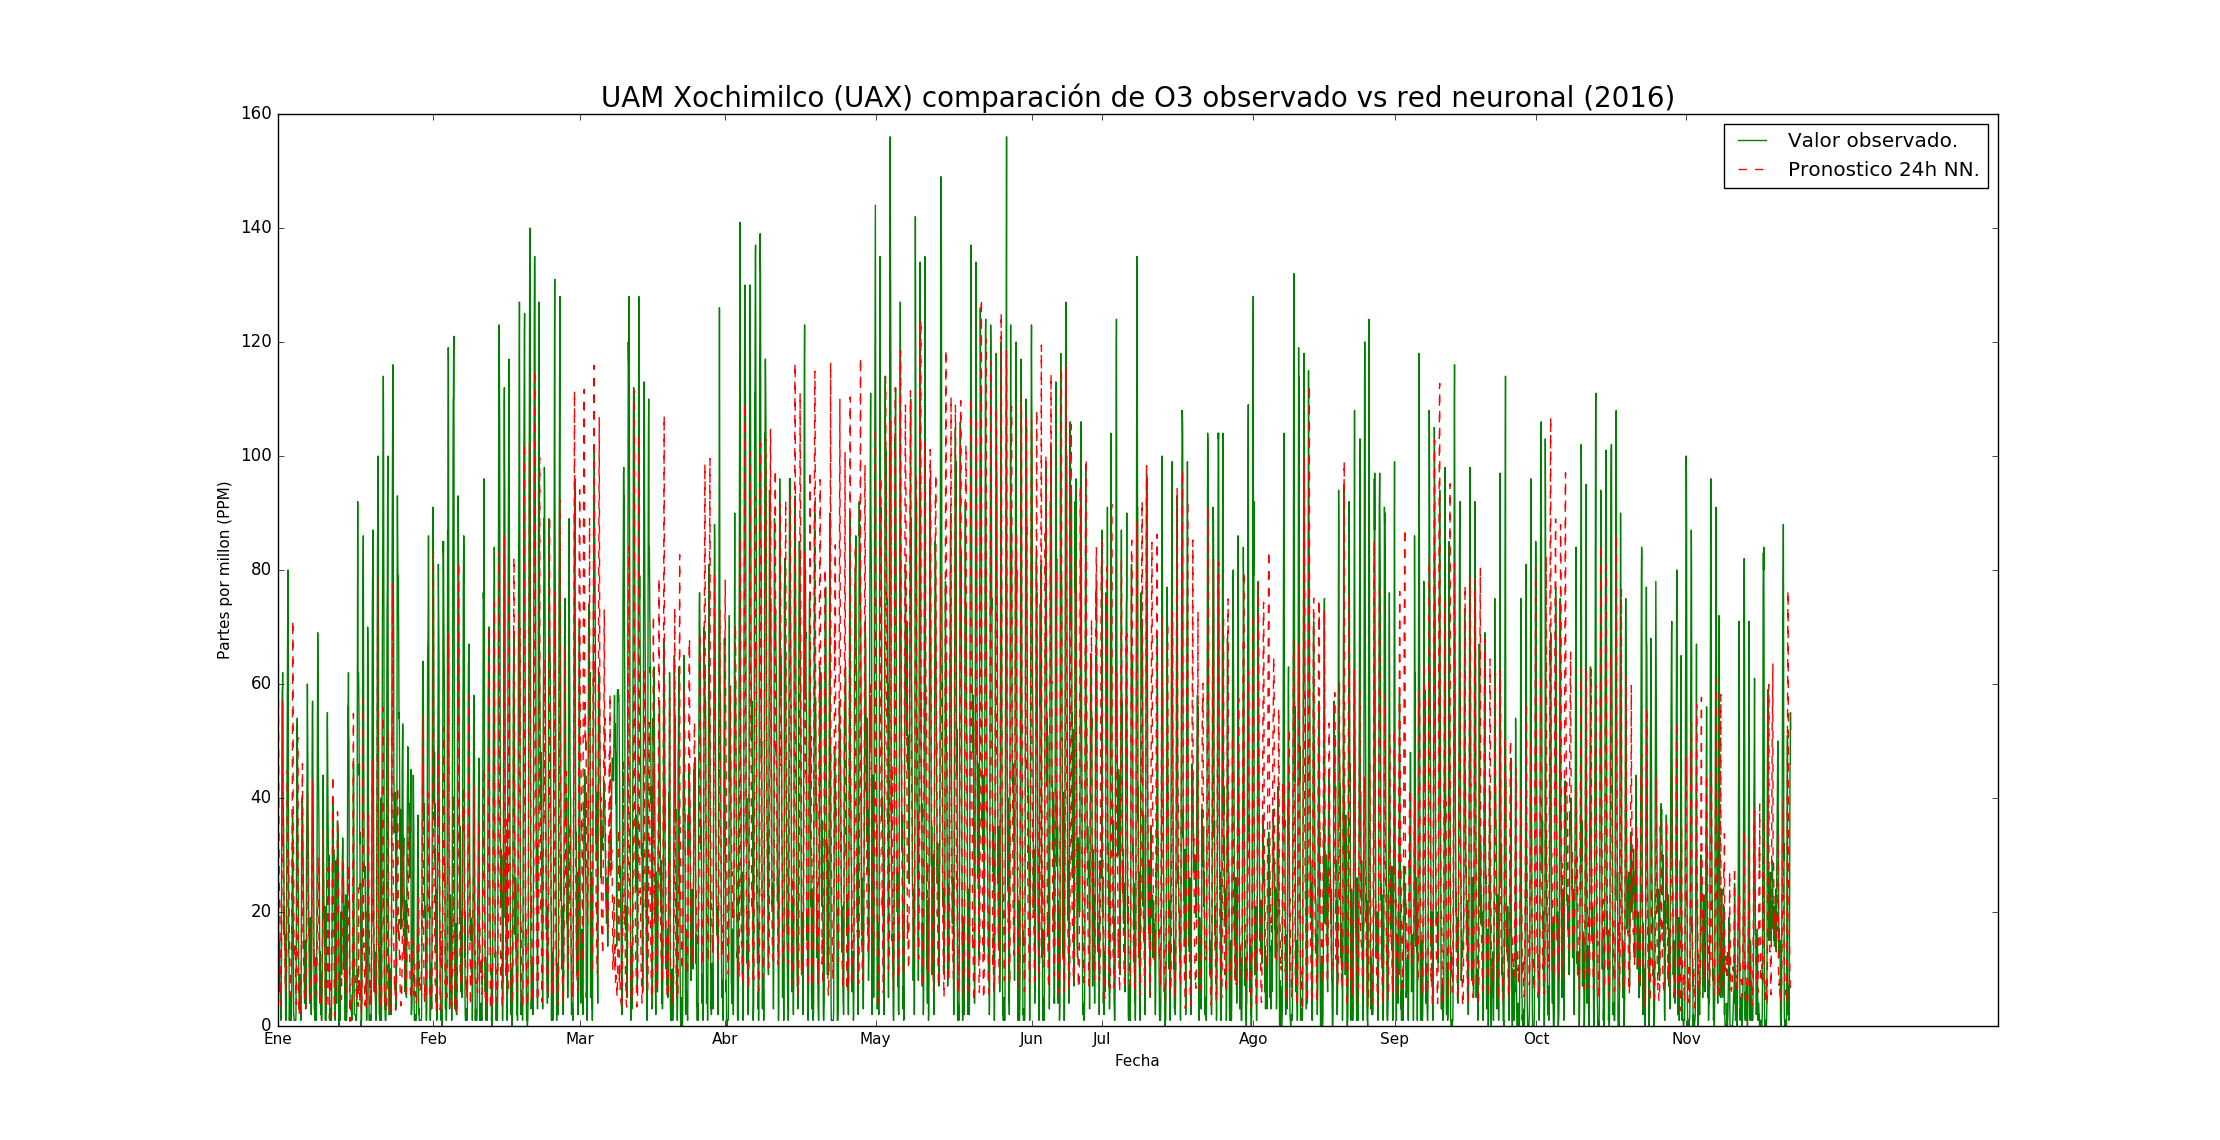 UAM Xochimilco (UAX) comparación de O3 observado vs red neuronal (2016)
160
140
120
100
80
60
40
20
0
Partes por millon (PPM)
Valor observado.
Pronostico 24h NN.
Ene Feb Mar Abr May Jun Jul Ago Sep Oct Nov
Fecha